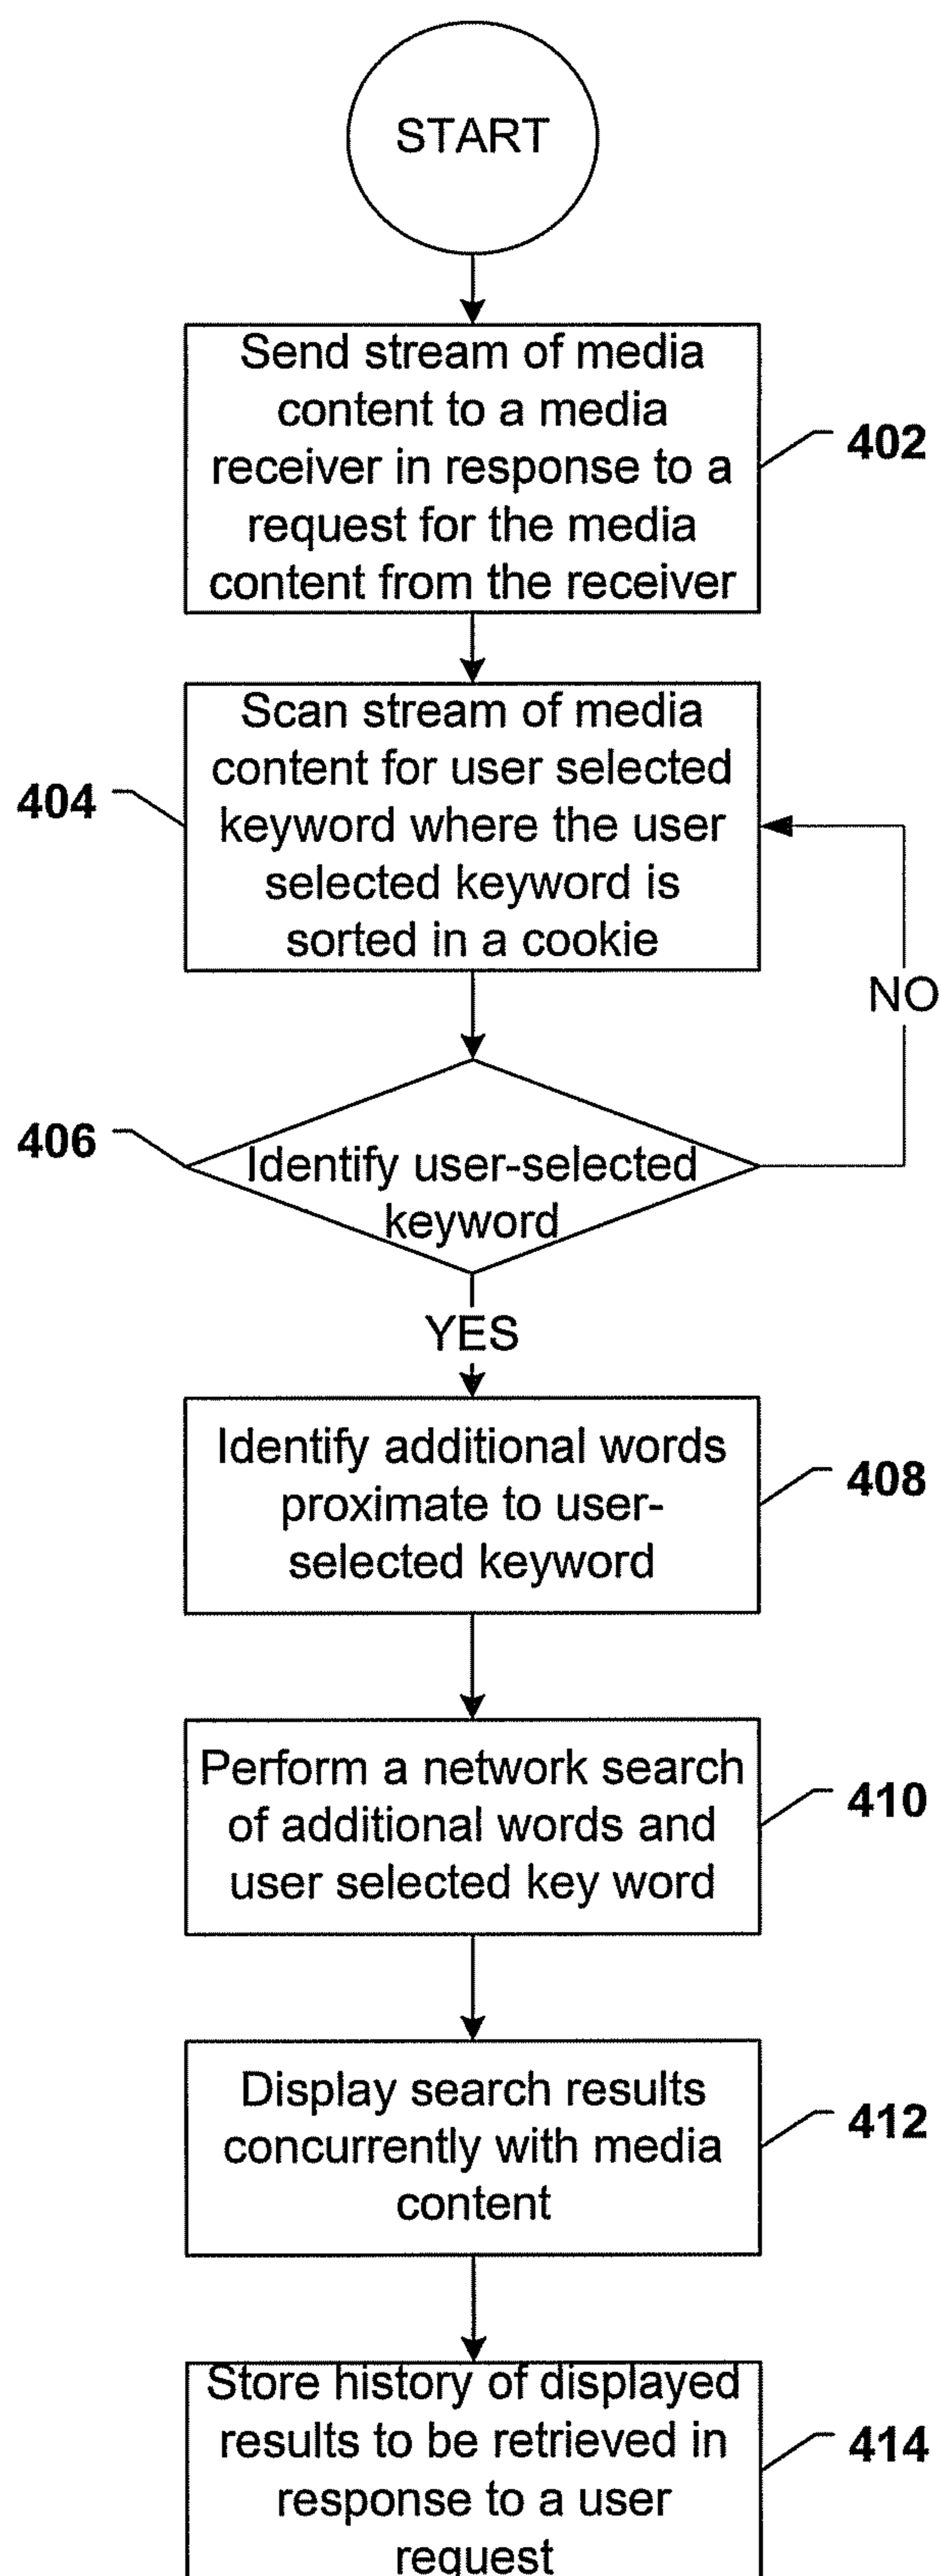 START
Send stream of media
content to a media
receiver in response to a
request for the media
content from the receiver
402
Scan stream of media
content for user selected
keyword where the user
selected keyword is
sorted in a cookie
404
NO
406
Identify user-selected
keyword
YES
Identify additional words
proximate to user-
selected keyword
408
Perform a network search
of additional words and
user selected key word
410
Display search results
concurrently with media
content
412
Store history of displayed
results to be retrieved in
response to a user
request
414